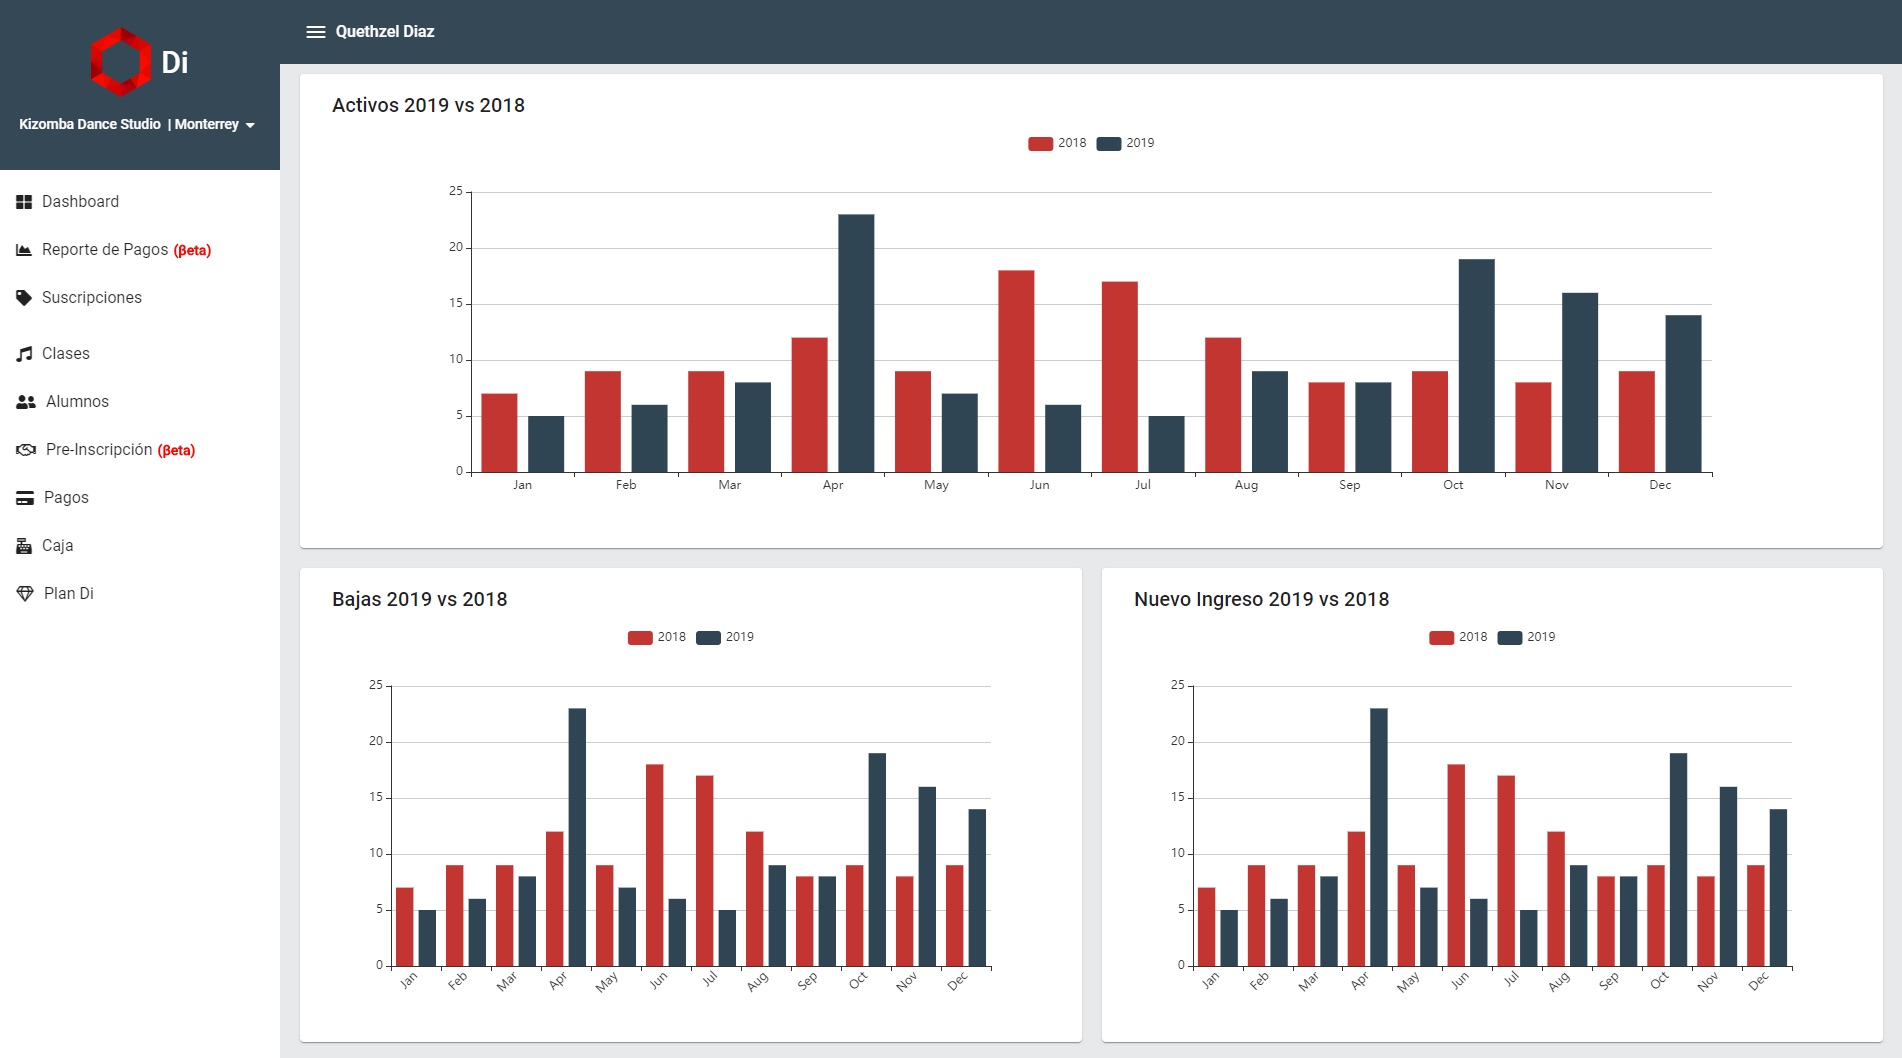 Di
Kizomba Dance Studio | Monterrey
Dashboard
Reporte de Pagos (βeta)
Suscripciones
Clases
Alumnos
Pre-Inscripción (βeta)
Pagos
Caja
Plan Di
Quethzel Diaz
Activos 2019 vs 2018
2018 2019
25
20
15
10
5
0
Jan Feb Mar Apr May Jun Jul Aug Sep Oct Nov Dec
Bajas 2019 vs 2018
2018 2019
25
20
15
10
5
0
Jan Feb Mar Apr May Jun Jul Aug Sep Oct Nov Dec
Nuevo Ingreso 2019 vs 2018
2018 2019
25
20
15
10
5
0
Jan Feb Mar Apr May Jun Jul Aug Sep Oct Nov Dec